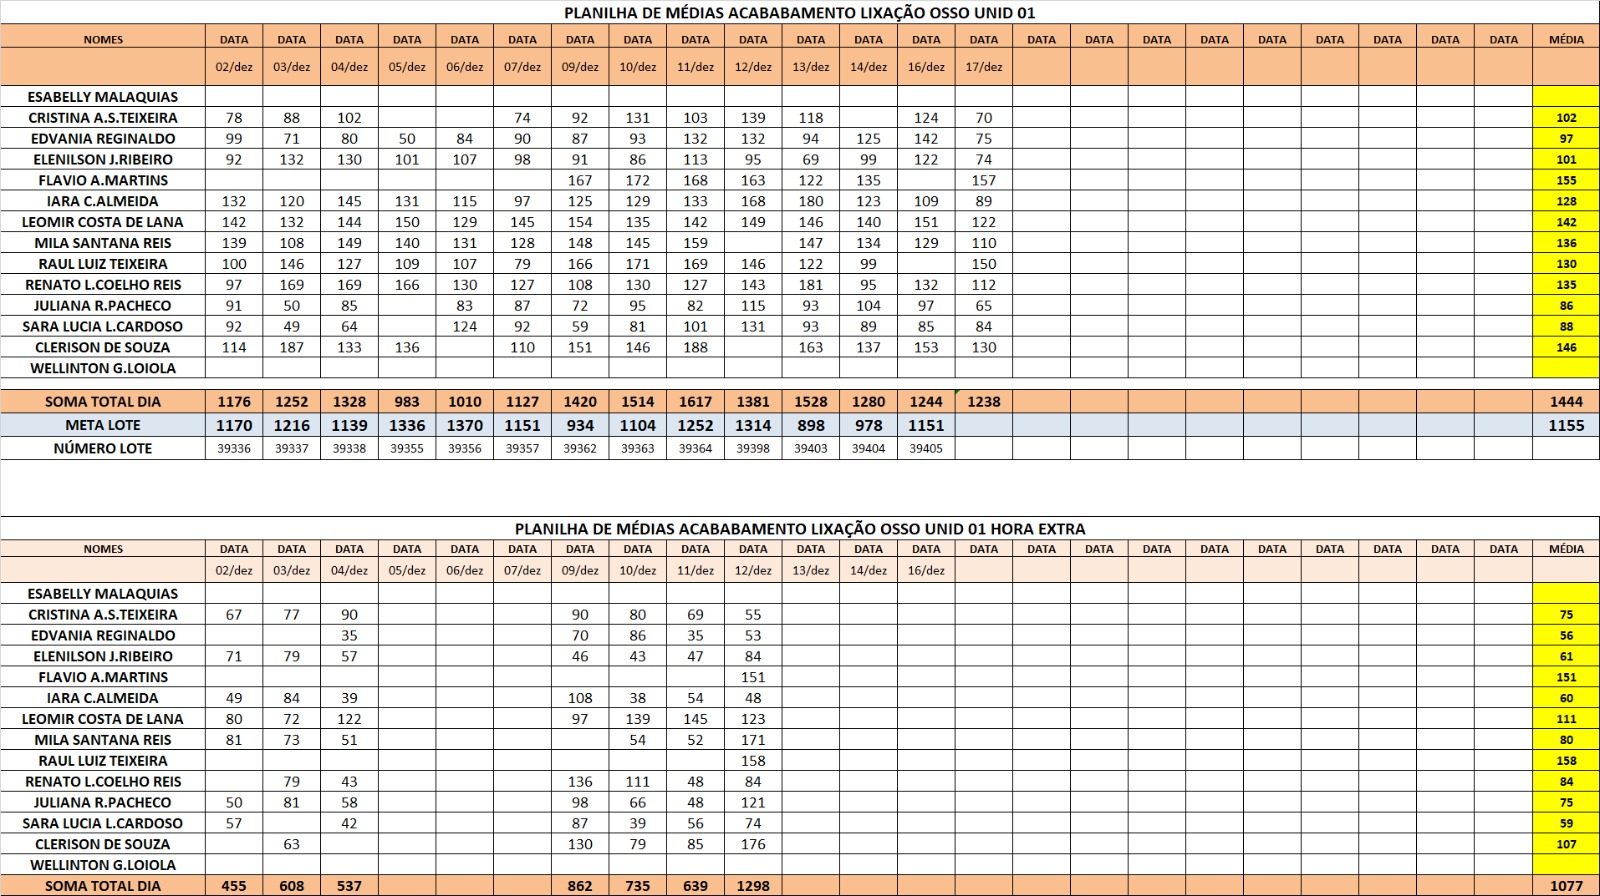 PLANILHA DE MÉDIAS ACABABAMENTO LIXAÇÃO OSSO UNID 01
NOMES DATA DATA DATA DATA DATA DATA DATA DATA DATA DATA DATA DATA DATA DATA DATA DATA DATA DATA DATA DATA DATA DATA DATA MÉDIA
02/dez 03/dez 04/dez 05/dez 06/dez 07/dez 09/dez 10/dez 11/dez 12/dez 13/dez 14/dez 16/dez 17/dez
ESABELLY MALAQUIAS
CRISTINA A.S.TEIXEIRA 78 88 102 74 92 131 103 139 118 124 70 102
EDVANIA REGINALDO 99 71 80 50 84 90 87 93 132 132 94 125 142 75 97
ELENILSON J.RIBEIRO 92 132 130 101 107 98 91 86 113 95 69 99 122 74 101
FLAVIO A.MARTINS 167 172 168 163 122 135 157 155
IARA C.ALMEIDA 132 120 145 131 115 97 125 129 133 168 180 123 109 89 128
LEOMIR COSTA DE LANA 142 132 144 150 129 145 154 135 142 149 146 140 151 122 142
MILA SANTANA REIS 139 108 149 140 131 128 148 145 159 147 134 129 110 136
RAUL LUIZ TEIXEIRA 100 146 127 109 107 79 166 171 169 146 122 99 150 130
RENATO L.COELHO REIS 97 169 169 166 130 127 108 130 127 143 181 95 132 112 135
JULIANA R.PACHECO 91 50 85 83 87 72 95 82 115 93 104 97 65 86
SARA LUCIA L.CARDOSO 92 49 64 124 92 59 81 101 131 93 89 85 84 88
CLERISON DE SOUZA 114 187 133 136 110 151 146 188 163 137 153 130 146
WELLINTON G.LOIOLA
SOMA TOTAL DIA 1176 1252 1328 983 1010 1127 1420 1514 1617 1381 1528 1280 1244 1238 1444
META LOTE 1170 1216 1139 1336 1370 1151 934 1104 1252 1314 898 978 1151 1155
NÚMERO LOTE 39336 39337 39338 39355 39356 39357 39362 39363 39364 39398 39403 39404 39405
PLANILHA DE MÉDIAS ACABABAMENTO LIXAÇÃO OSSO UNID 01 HORA EXTRA
NOMES DATA DATA DATA DATA DATA DATA DATA DATA DATA DATA DATA DATA DATA DATA DATA DATA DATA DATA DATA DATA DATA DATA DATA MÉDIA
02/dez 03/dez 04/dez 05/dez 06/dez 07/dez 09/dez 10/dez 11/dez 12/dez 13/dez 14/dez 16/dez
ESABELLY MALAQUIAS
CRISTINA A.S.TEIXEIRA 67 77 90 90 80 69 55 75
EDVANIA REGINALDO 35 70 86 35 53 56
ELENILSON J.RIBEIRO 71 79 57 46 43 47 84 61
FLAVIO A.MARTINS 151 151
IARA C.ALMEIDA 49 84 39 108 38 54 48 60
LEOMIR COSTA DE LANA 80 72 122 97 139 145 123 111
MILA SANTANA REIS 81 73 51 54 52 171 80
RAUL LUIZ TEIXEIRA 158 158
RENATO L.COELHO REIS 79 43 136 111 48 84 84
JULIANA R.PACHECO 50 81 58 98 66 48 121 75
SARA LUCIA L.CARDOSO 57 42 87 39 56 74 59
CLERISON DE SOUZA 63 130 79 85 176 107
WELLINTON G.LOIOLA
SOMA TOTAL DIA 455 608 537 862 735 639 1298 1077